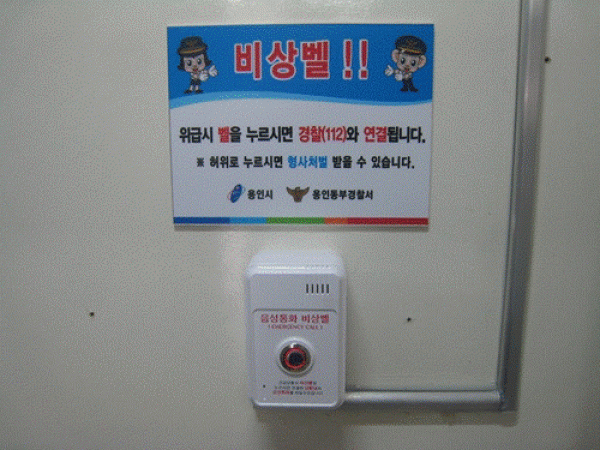 비상벨 !!
위급시 벨을 누르시면 경찰(112)와 연결됩니다.
※ 허위로 누르시면 형사처벌 받을 수 있습니다.
용인시 용인동부경찰서
음성통화 비상벨
( EMERGENCY CALL )